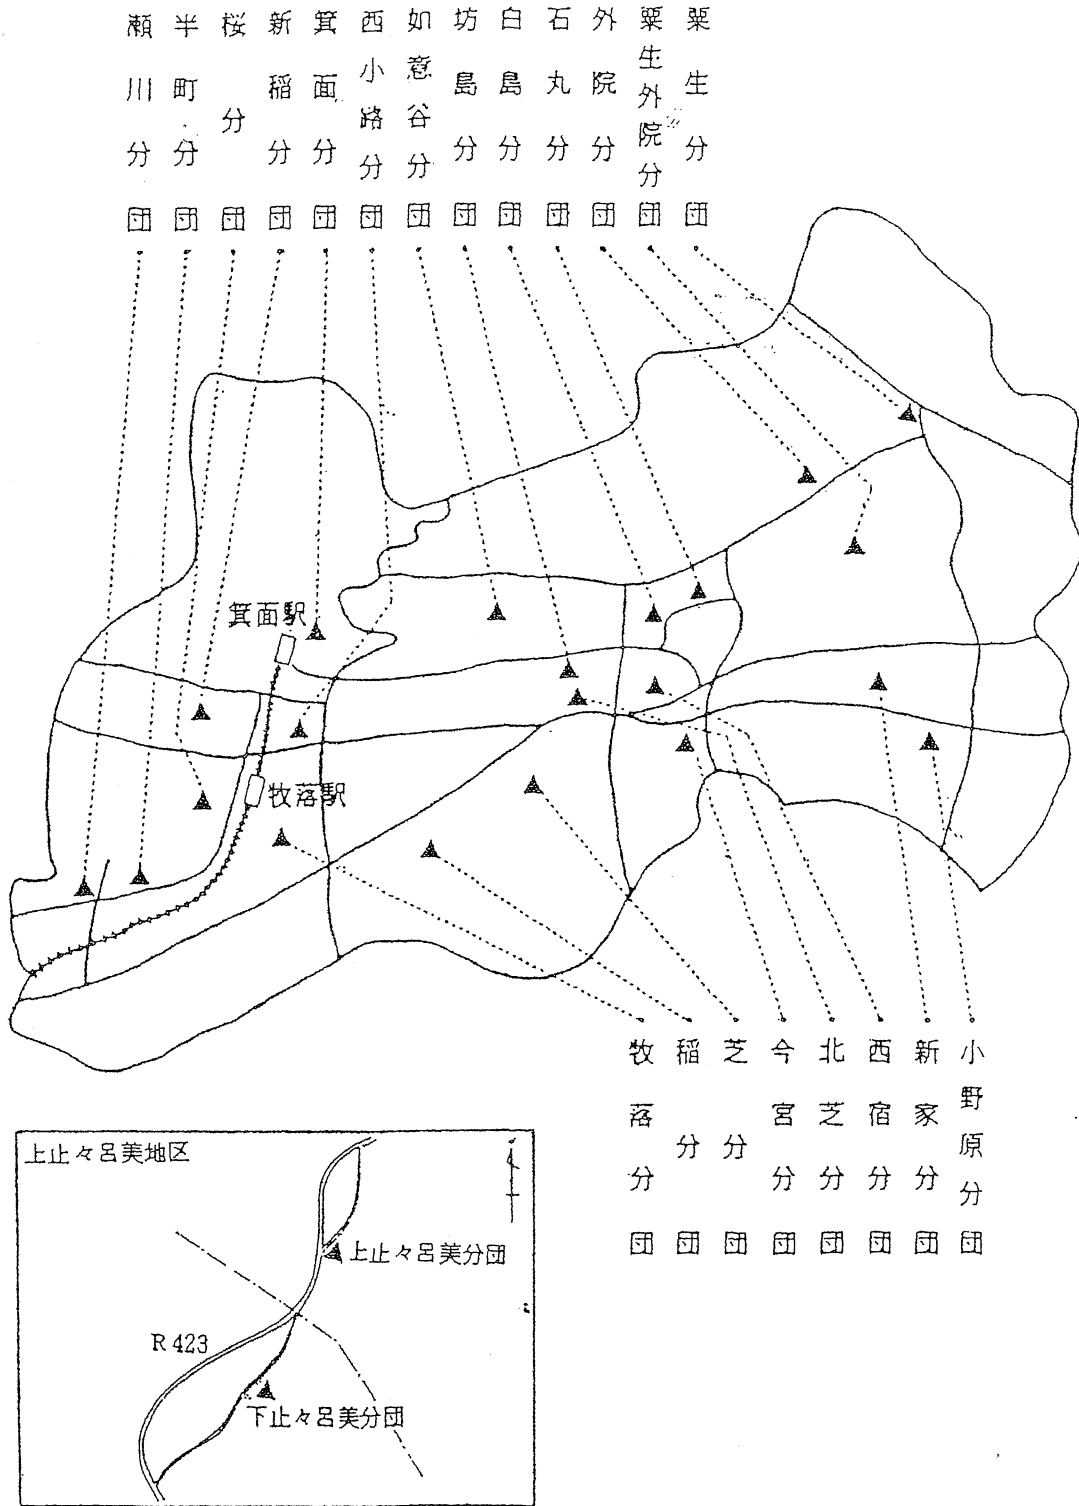 瀬川分団
半町分団
桜分団
新稲分団
箕面分団
西小路分団
如意谷分団
坊島分団
白島分団
石丸分団
外院分団
粟生外院分団
粟生分団
箕面駅
牧落駅
牧落分団
稲分団
芝分団
今宮分団
北芝分団
西宿分団
新家分団
小野原分団
上止々呂美地区
上止々呂美分団
R423
下止々呂美分団